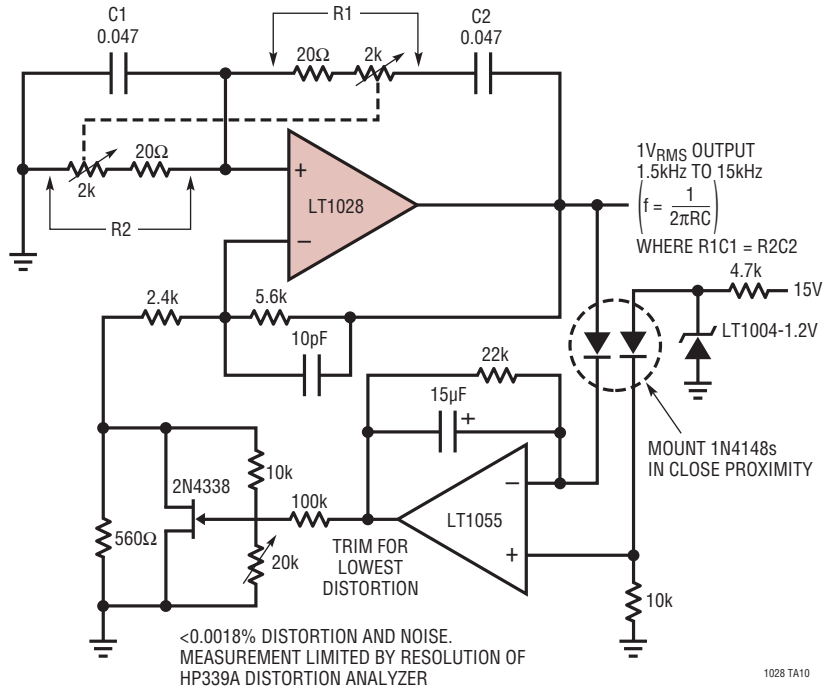 C1
0.047
R1
20Ω
2k
C2
0.047
20Ω
2k
R2
+
LT1028
−
1VRMS OUTPUT
1.5kHz TO 15kHz
(f = 1/2πRC)
WHERE R1C1 = R2C2
4.7k
15V
LT1004-1.2V
2.4k
5.6k
10pF
22k
15µF
+
MOUNT 1N4148s
IN CLOSE PROXIMITY
2N4338
10k
100k
LT1055
−
+
560Ω
20k
TRIM FOR
LOWEST
DISTORTION
10k
<0.0018% DISTORTION AND NOISE.
MEASUREMENT LIMITED BY RESOLUTION OF
HP339A DISTORTION ANALYZER
1028 TA10